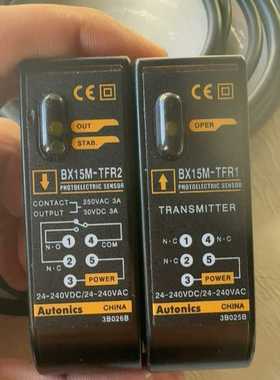 CE
OUT
STAB.
BX15M-TFR2
PHOTOELECTRIC SENSOR
CONTACT 250VAC 3A
OUTPUT 30VDC 3A
N·O 1 4 COM
N·C 2 5
3 POWER
24-240VDC/24-240VAC
Autonics CHINA
3B026B
CE
OPER
BX15M-TFR1
PHOTOELECTRIC SENSOR
TRANSMITTER
N·C 1 4 N·C
N·C 2 5
3 POWER
24-240VDC/24-240VAC
Autonics CHINA
3B025B